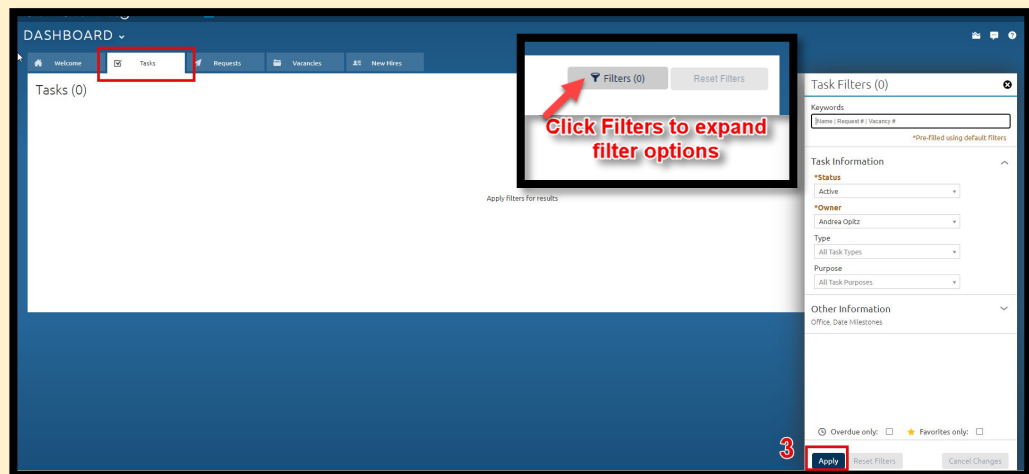 DASHBOARD
Welcome
Tasks
Requests
Vacancies
New Hires
Tasks (0)
Filters (0)
Reset Filters
Click Filters to expand
filter options
Apply filters for results
Task Filters (0)
Keywords
Name | Request # | Vacancy #
*Pre-filled using default filters
Task Information
*Status
Active
*Owner
Andrea Opitz
Type
All Task Types
Purpose
All Task Purposes
Other Information
Office, Date Milestones
Overdue only:
Favorites only:
3
Apply
Reset Filters
Cancel Changes